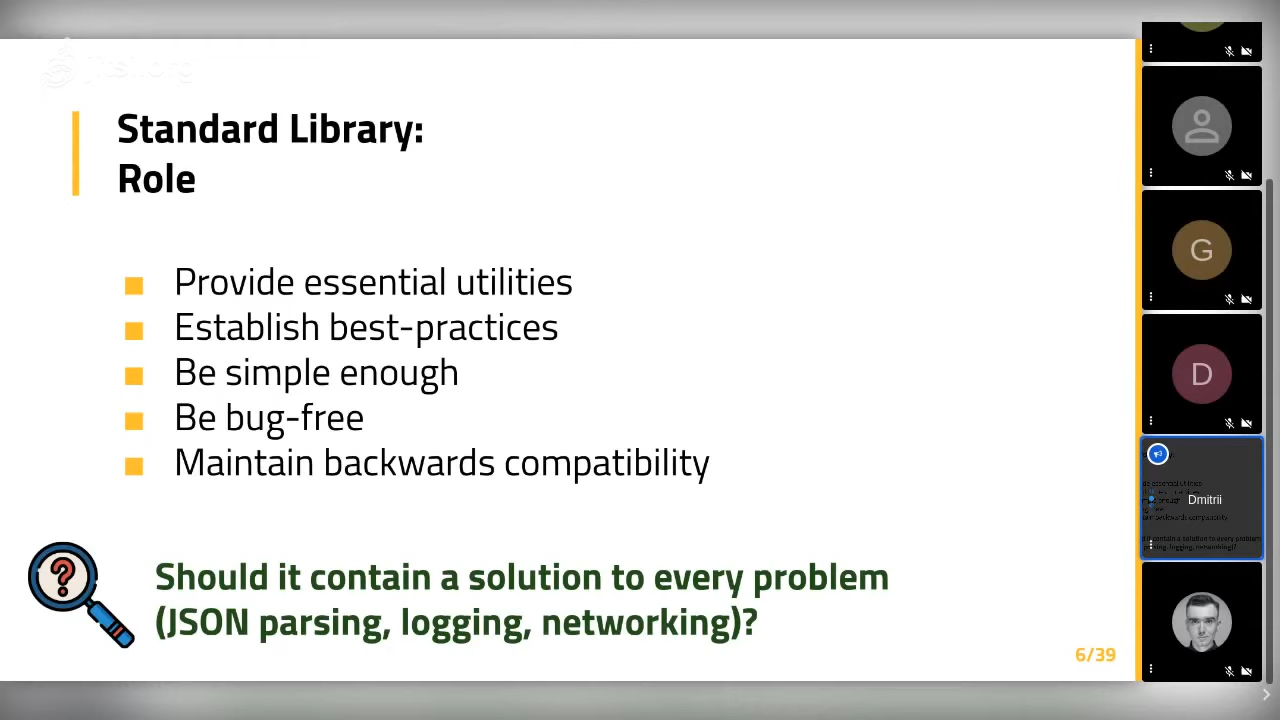 Standard Library:
Role
Provide essential utilities
Establish best-practices
Be simple enough
Be bug-free
Maintain backwards compatibility
Should it contain a solution to every problem
(JSON parsing, logging, networking)?
6/39
G
D
Dmitrii